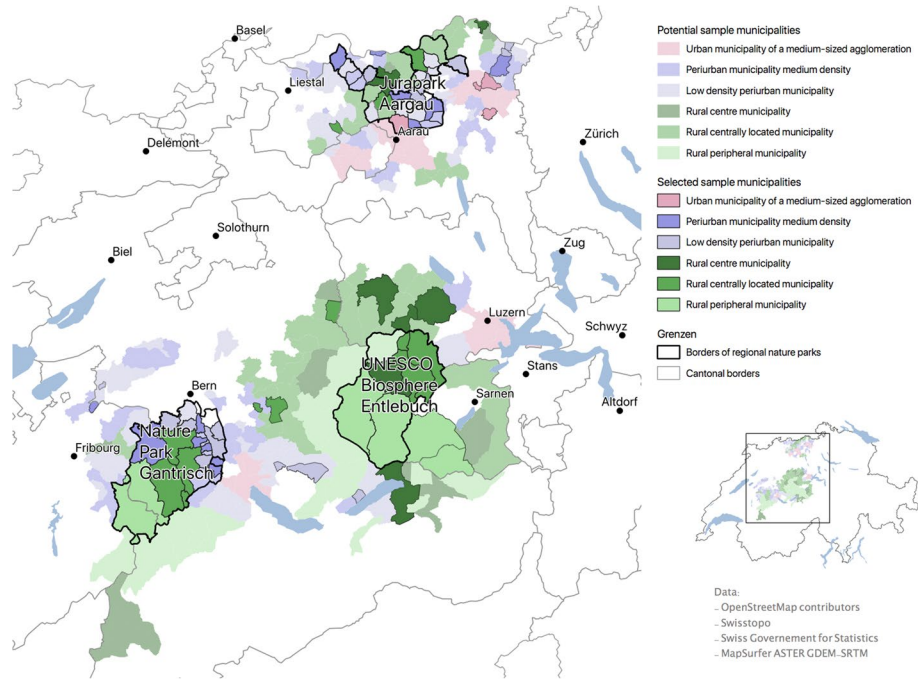 Basel
Liestal
Jurapark
Aargau
Aarau
Delémont
Zürich
Solothurn
Biel
Zug
Luzern
Schwyz
UNESCO
Biosphere
Entlebuch
Stans
Sarnen
Altdorf
Bern
Nature
Park
Gantrisch
Fribourg
Potential sample municipalities
Urban municipality of a medium-sized agglomeration
Periurban municipality medium density
Low density periurban municipality
Rural centre municipality
Rural centrally located municipality
Rural peripheral municipality
Selected sample municipalities
Urban municipality of a medium-sized agglomeration
Periurban municipality medium density
Low density periurban municipality
Rural centre municipality
Rural centrally located municipality
Rural peripheral municipality
Grenzen
Borders of regional nature parks
Cantonal borders
Data:
- OpenStreetMap contributors
- Swisstopo
- Swiss Governement for Statistics
- MapSurfer ASTER GDEM-SRTM